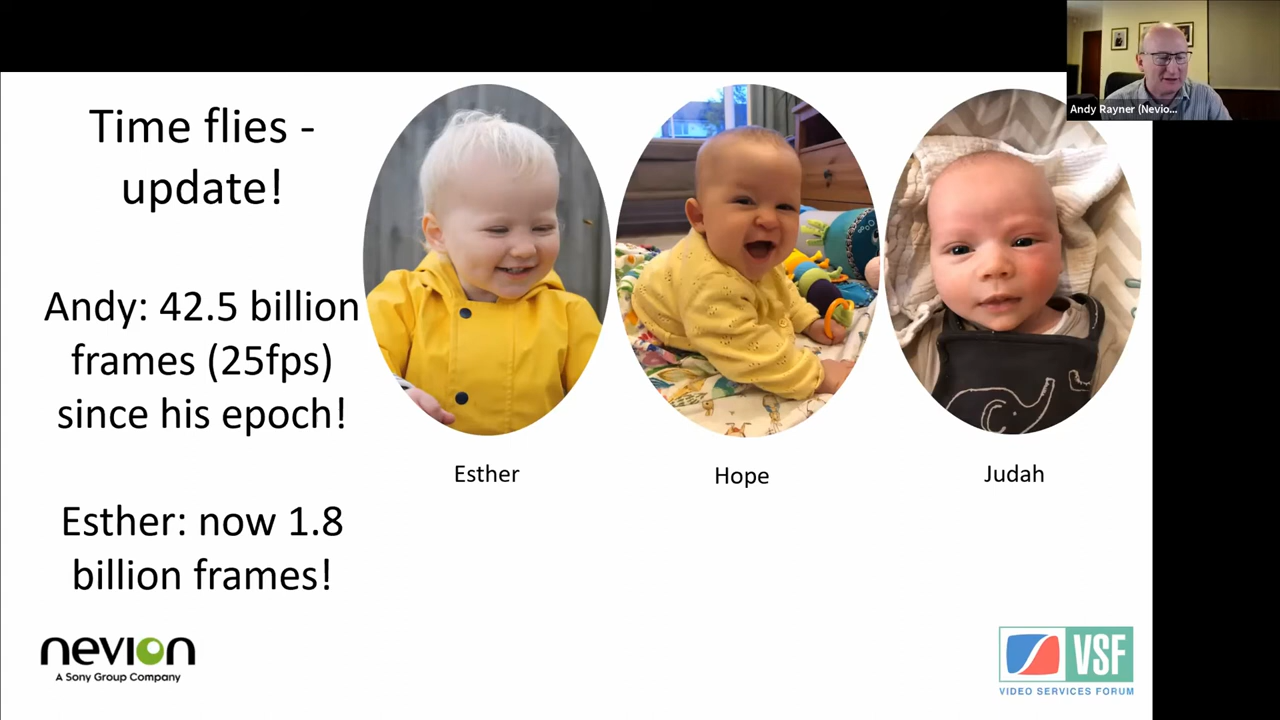 Time flies -
update!
Andy: 42.5 billion
frames (25fps)
since his epoch!
Esther: now 1.8
billion frames!
Esther
Hope
Judah
Andy Rayner (Nevio...
nevion
A Sony Group Company
VSF
VIDEO SERVICES FORUM